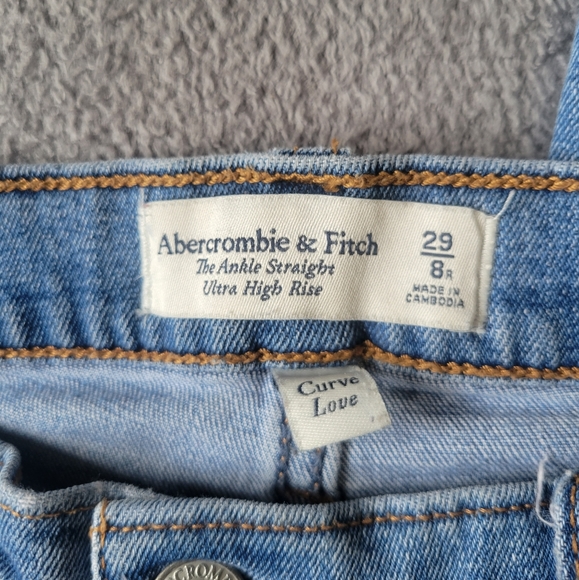 Abercrombie & Fitch
The Ankle Straight
Ultra High Rise
29
8R
MADE IN
CAMBODIA
Curve
Love